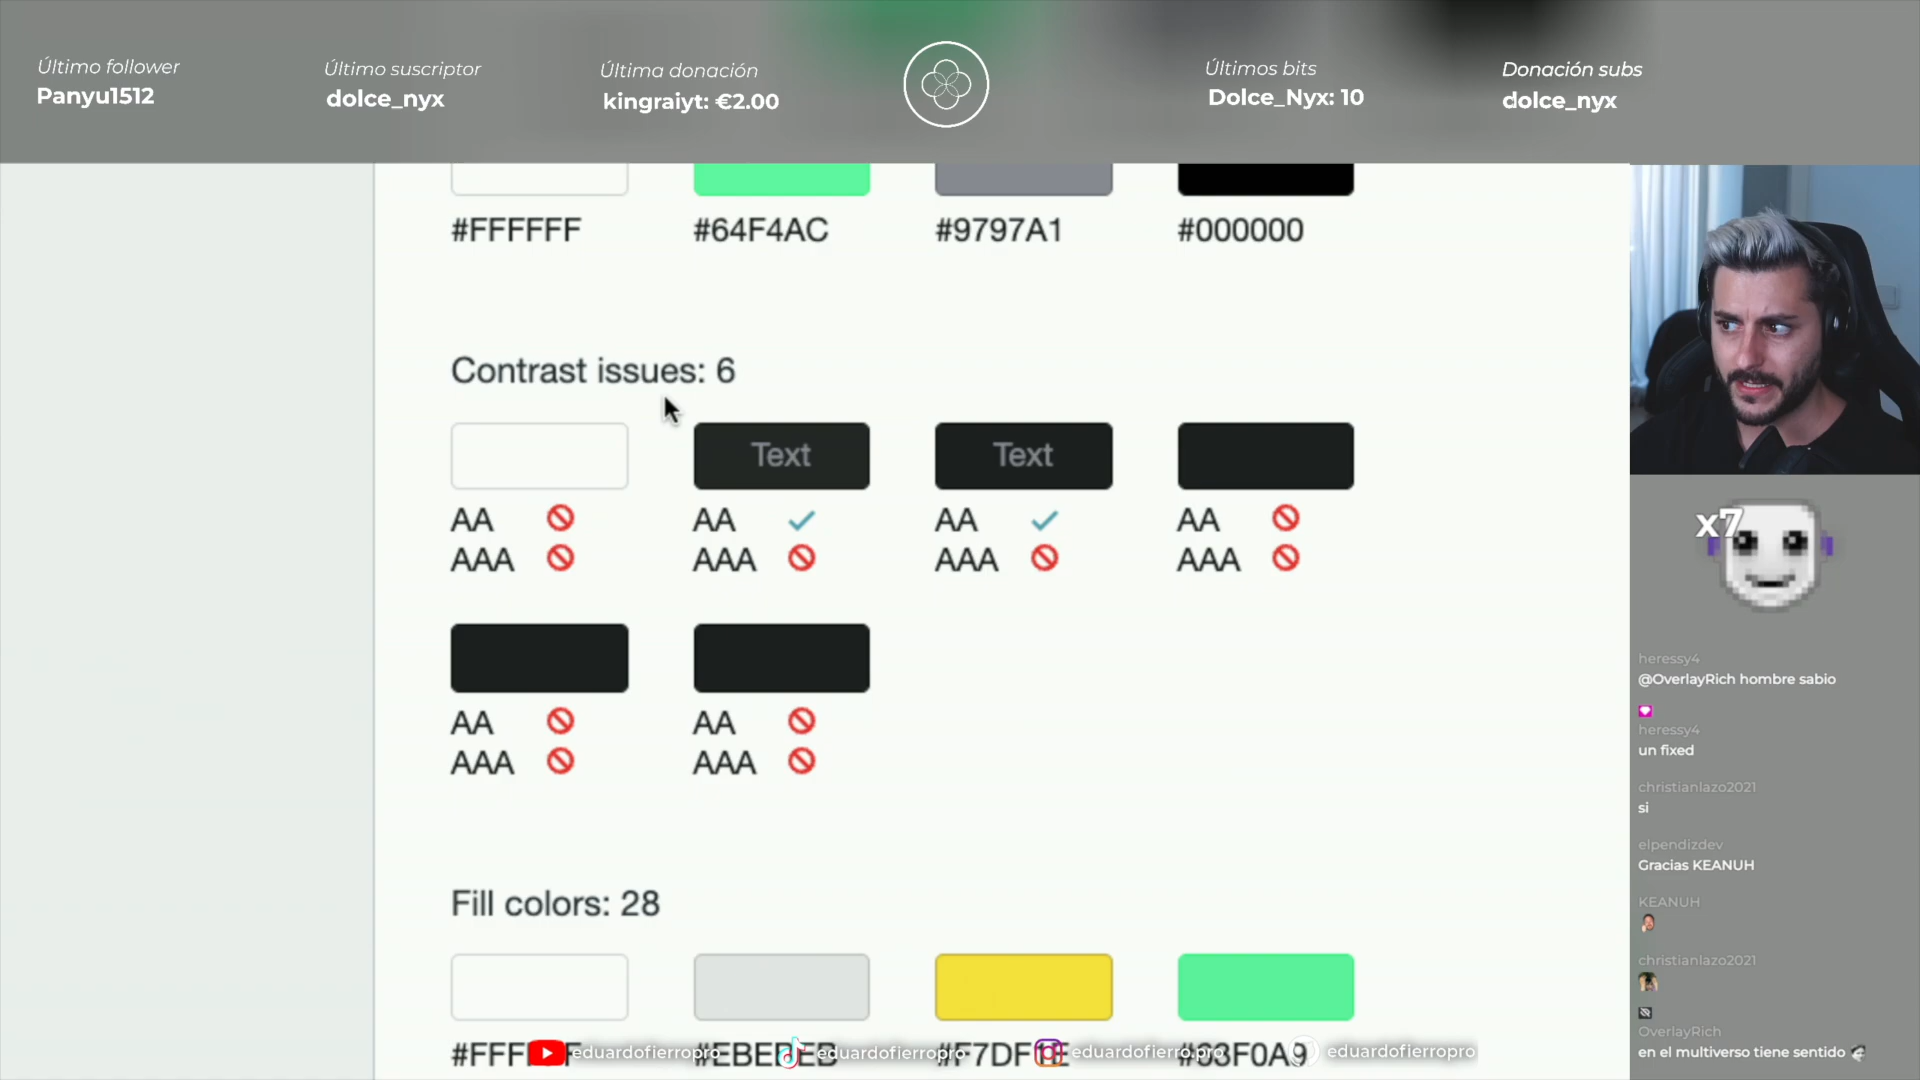 Último follower
Panyu1512
Último suscriptor
dolce_nyx
Última donación
kingraiyt: €2.00
Últimos bits
Dolce_Nyx: 10
Donación subs
dolce_nyx
#FFFFFF #64F4AC #9797A1 #000000
Contrast issues: 6
Text Text
AA AA AA AA
AAA AAA AAA AAA
AA AA
AAA AAA
Fill colors: 28
eduardofierropro eduardofierropro eduardofierro.pro eduardofierropro
x7
heressy4
@OverlayRich hombre sabio
heressy4
un fixed
christianlazo2021
si
elpendizdev
Gracias KEANUH
KEANUH
christianlazo2021
OverlayRich
en el multiverso tiene sentido